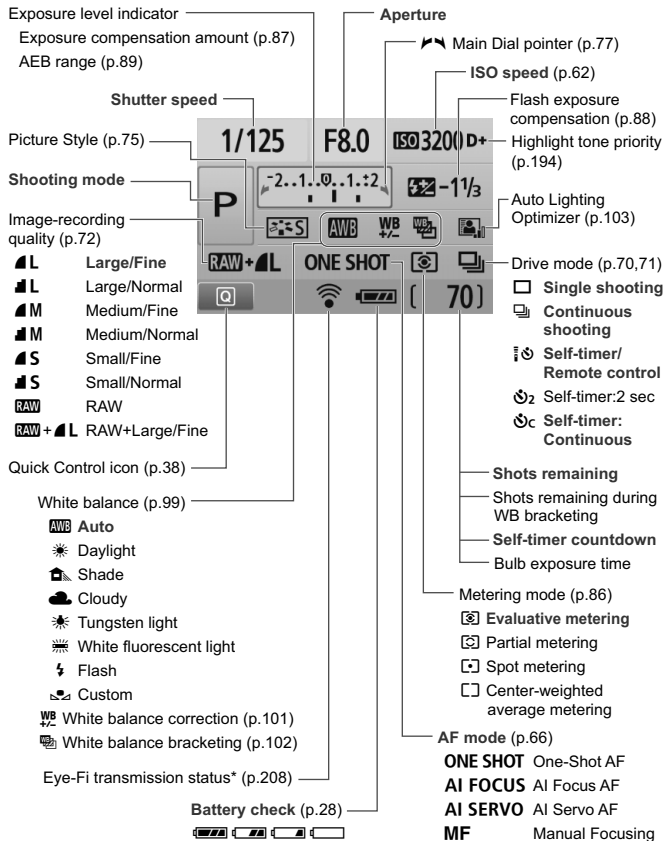 Exposure level indicator
Exposure compensation amount (p.87)
AEB range (p.89)
Aperture
Main Dial pointer (p.77)
ISO speed (p.62)
Shutter speed
Flash exposure
compensation
(p.88)
Picture Style (p.75)
Highlight tone priority
(p.194)
Shooting mode
Auto Lighting
Optimizer (p.103)
1/125 F8.0 ISO 3200 D+
-2..1..0..1..+2 -1 1/3
P
S AWB WB +/- WB
RAW+L ONE SHOT
Q [ 70]
Image-recording
quality (p.72)
L Large/Fine
L Large/Normal
M Medium/Fine
M Medium/Normal
S Small/Fine
S Small/Normal
RAW RAW
RAW+L RAW+Large/Fine
Drive mode (p.70,71)
Single shooting
Continuous
shooting
Self-timer/
Remote control
2 Self-timer:2 sec
C Self-timer:
Continuous
Quick Control icon (p.38)
Shots remaining
Shots remaining during
WB bracketing
Self-timer countdown
Bulb exposure time
White balance (p.99)
AWB Auto
Daylight
Shade
Cloudy
Tungsten light
White fluorescent light
Flash
Custom
WB +/- White balance correction (p.101)
WB White balance bracketing (p.102)
Metering mode (p.86)
Evaluative metering
Partial metering
Spot metering
Center-weighted
average metering
Eye-Fi transmission status* (p.208)
Battery check (p.28)
AF mode (p.66)
ONE SHOT One-Shot AF
AI FOCUS AI Focus AF
AI SERVO AI Servo AF
MF Manual Focusing